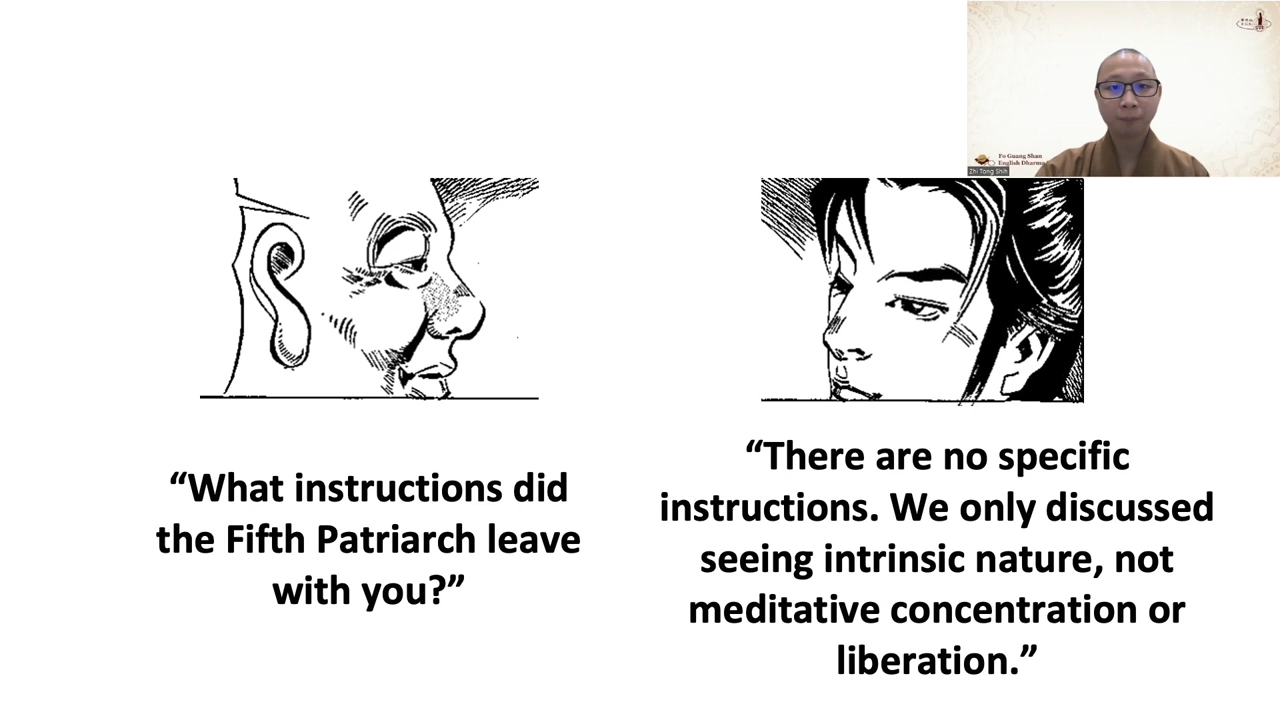 Fo Guang Shan
English Dharma
Zhi Tong Shih
“What instructions did
the Fifth Patriarch leave
with you?”
“There are no specific
instructions. We only discussed
seeing intrinsic nature, not
meditative concentration or
liberation.”